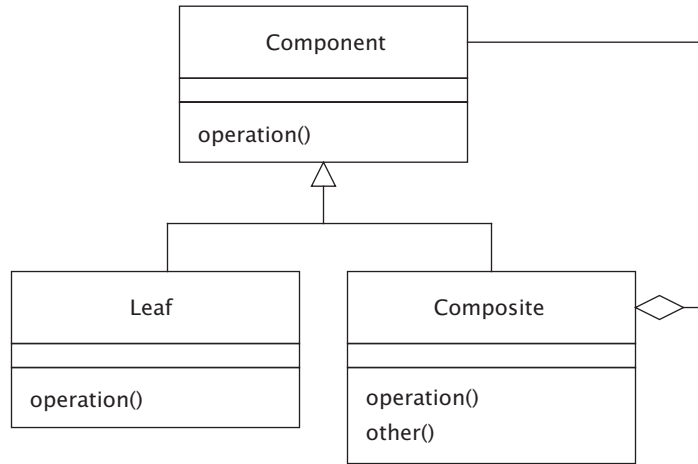 Component
operation()
Leaf
operation()
Composite
operation()
other()